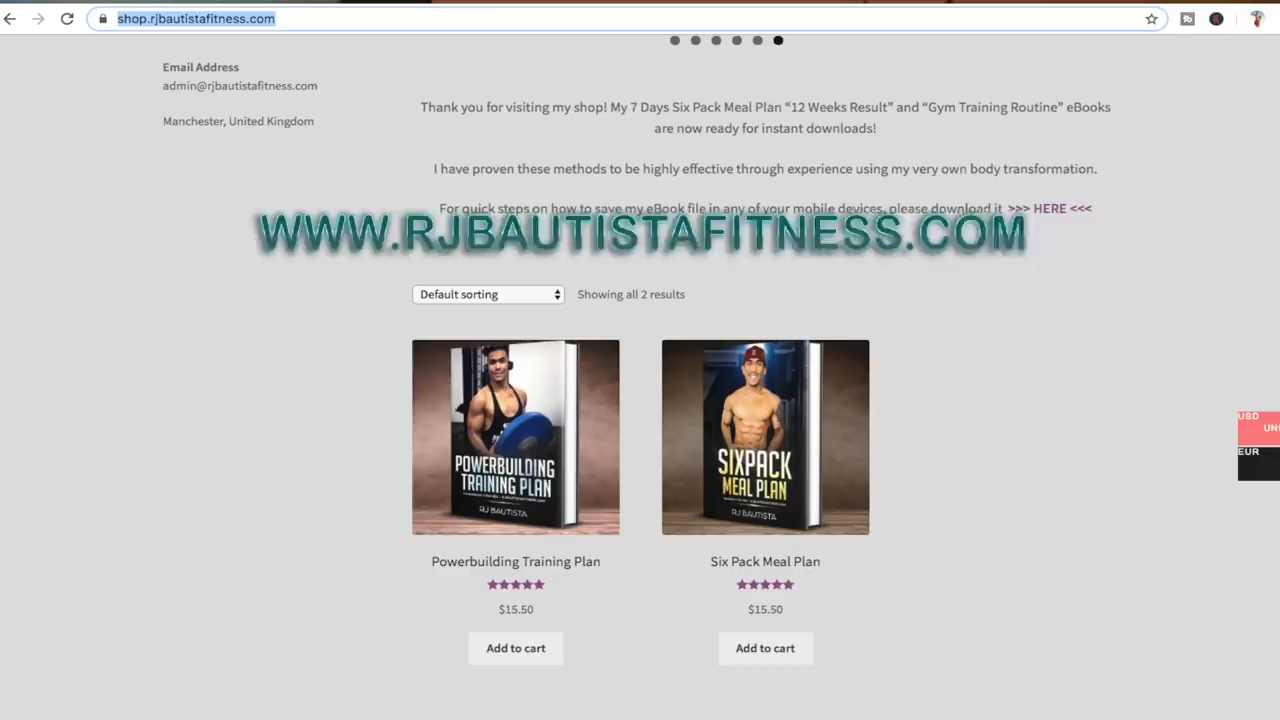 shop.rjbautistafitness.com
Email Address
admin@rjbautistafitness.com
Manchester, United Kingdom
Thank you for visiting my shop! My 7 Days Six Pack Meal Plan “12 Weeks Result” and “Gym Training Routine” eBooks
are now ready for instant downloads!
I have proven these methods to be highly effective through experience using my very own body transformation.
For quick steps on how to save my eBook file in any of your mobile devices, please download it >>> HERE <<<
WWW.RJBAUTISTAFITNESS.COM
Default sorting
Showing all 2 results
POWERBUILDING
TRAINING PLAN
RJ BAUTISTA
SIXPACK
MEAL PLAN
RJ BAUTISTA
Powerbuilding Training Plan
Six Pack Meal Plan
$15.50
$15.50
Add to cart
Add to cart
USD
UNI
EUR